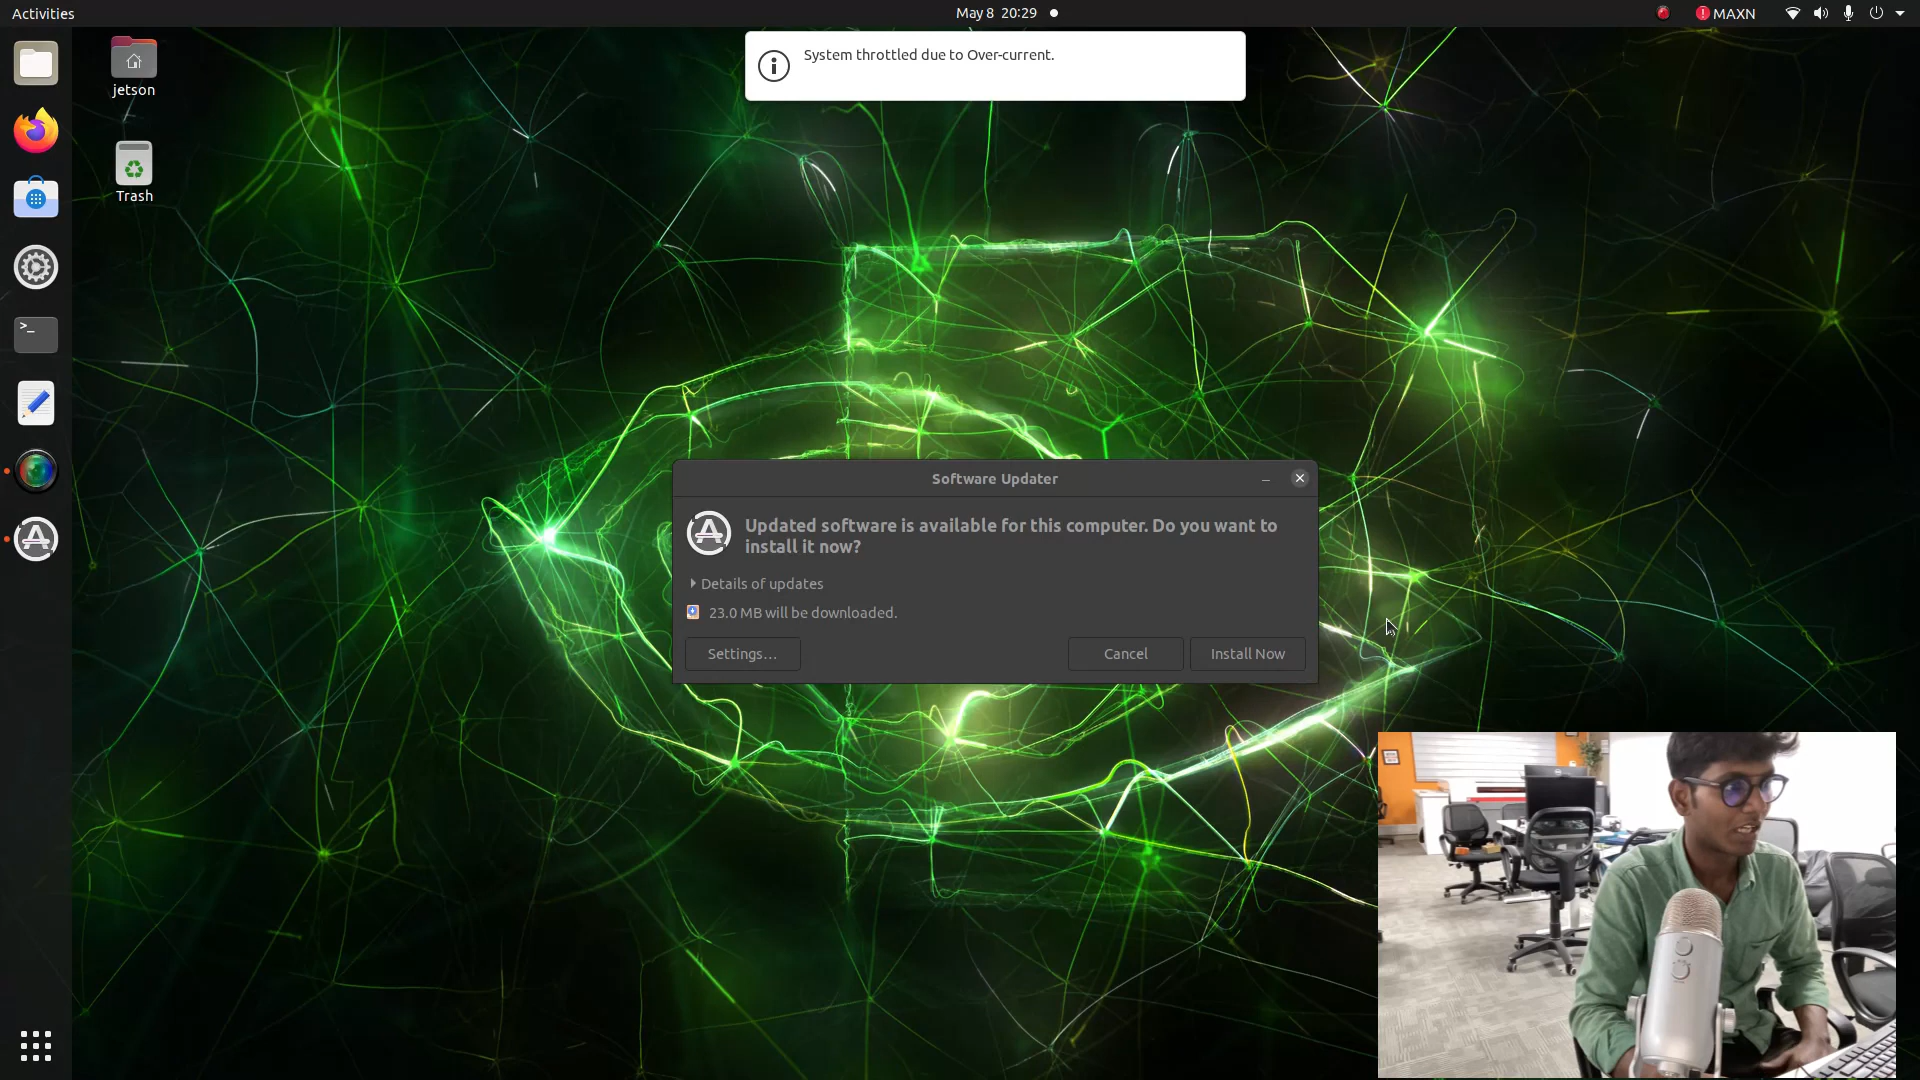 Activities
May 8 20:29
MAXN
jetson
Trash
System throttled due to Over-current.
>_
Software Updater
Updated software is available for this computer. Do you want to
install it now?
Details of updates
23.0 MB will be downloaded.
Settings...
Cancel
Install Now